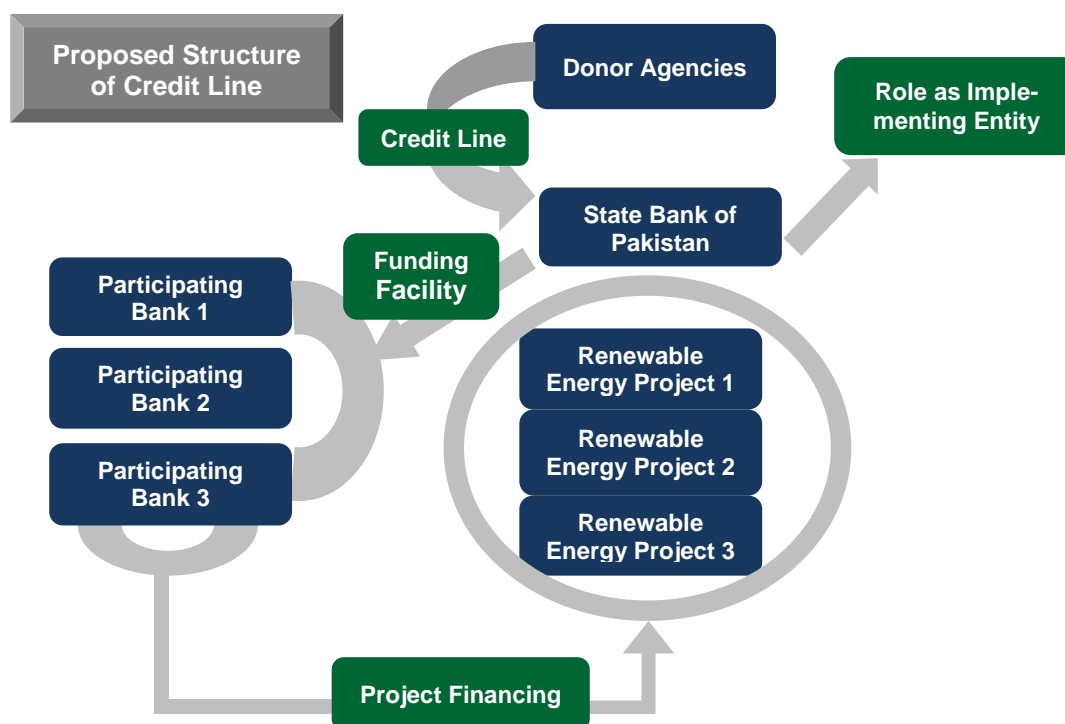 Proposed Structure
of Credit Line
Donor Agencies
Role as Imple-
menting Entity
Credit Line
State Bank of
Pakistan
Funding
Facility
Participating
Bank 1
Participating
Bank 2
Participating
Bank 3
Renewable
Energy Project 1
Renewable
Energy Project 2
Renewable
Energy Project 3
Project Financing